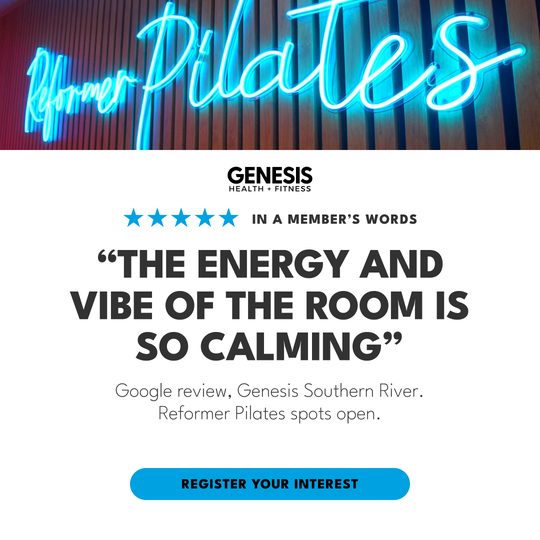 Reformer Pilates
GENESIS
HEALTH + FITNESS
IN A MEMBER'S WORDS
“THE ENERGY AND
VIBE OF THE ROOM IS
SO CALMING”
Google review, Genesis Southern River.
Reformer Pilates spots open.
REGISTER YOUR INTEREST